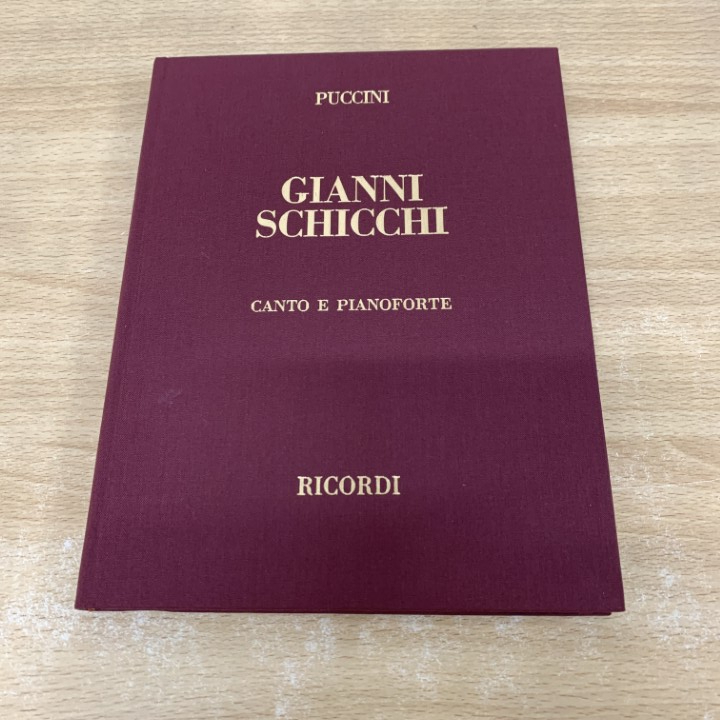 PUCCINI
GIANNI
SCHICCHI
CANTO E PIANOFORTE
RICORDI